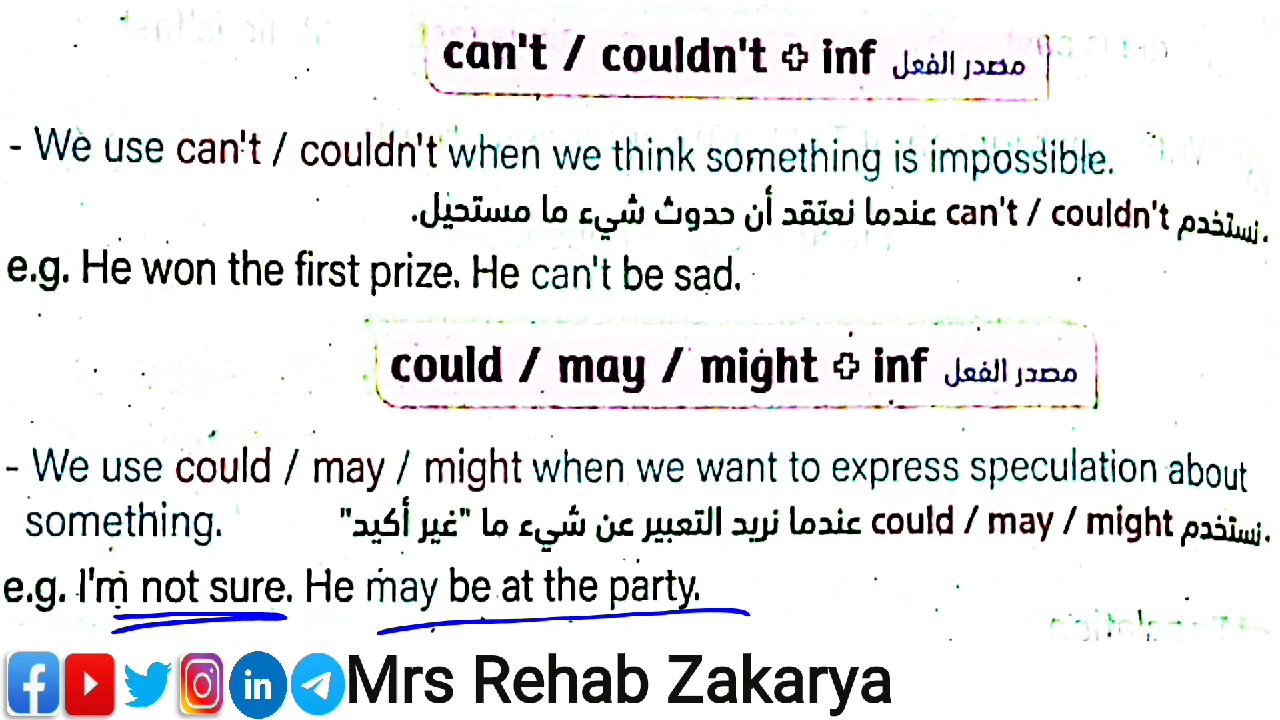 can't / couldn't + inf مصدر الفعل
- We use can't / couldn't when we think something is impossible.
نستخدم can't / couldn't عندما نعتقد أن حدوث شيء ما مستحيل.
e.g. He won the first prize. He can't be sad.
could / may / might + inf مصدر الفعل
- We use could / may / might when we want to express speculation about
something. نستخدم could / may / might عندما نريد التعبير عن شيء ما "غير أكيد".
e.g. I'm not sure. He may be at the party.
Mrs Rehab Zakarya